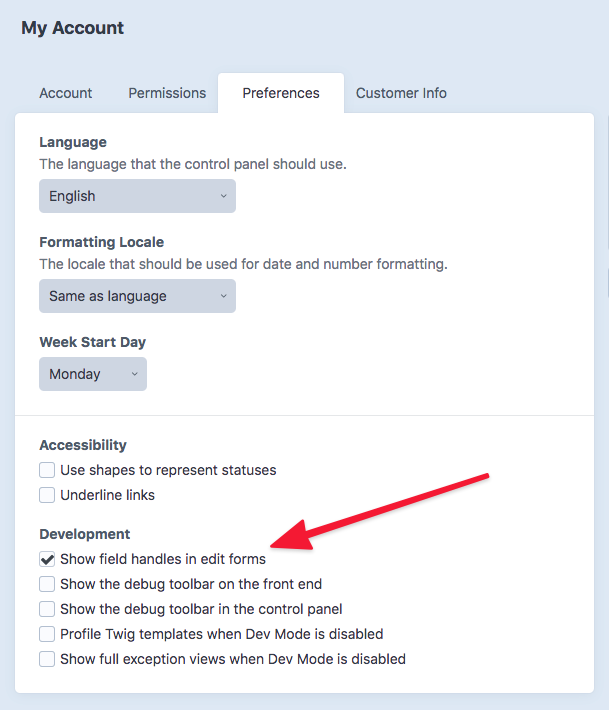 My Account
Account Permissions Preferences Customer Info
Language
The language that the control panel should use.
English
Formatting Locale
The locale that should be used for date and number formatting.
Same as language
Week Start Day
Monday
Accessibility
Use shapes to represent statuses
Underline links
Development
Show field handles in edit forms
Show the debug toolbar on the front end
Show the debug toolbar in the control panel
Profile Twig templates when Dev Mode is disabled
Show full exception views when Dev Mode is disabled